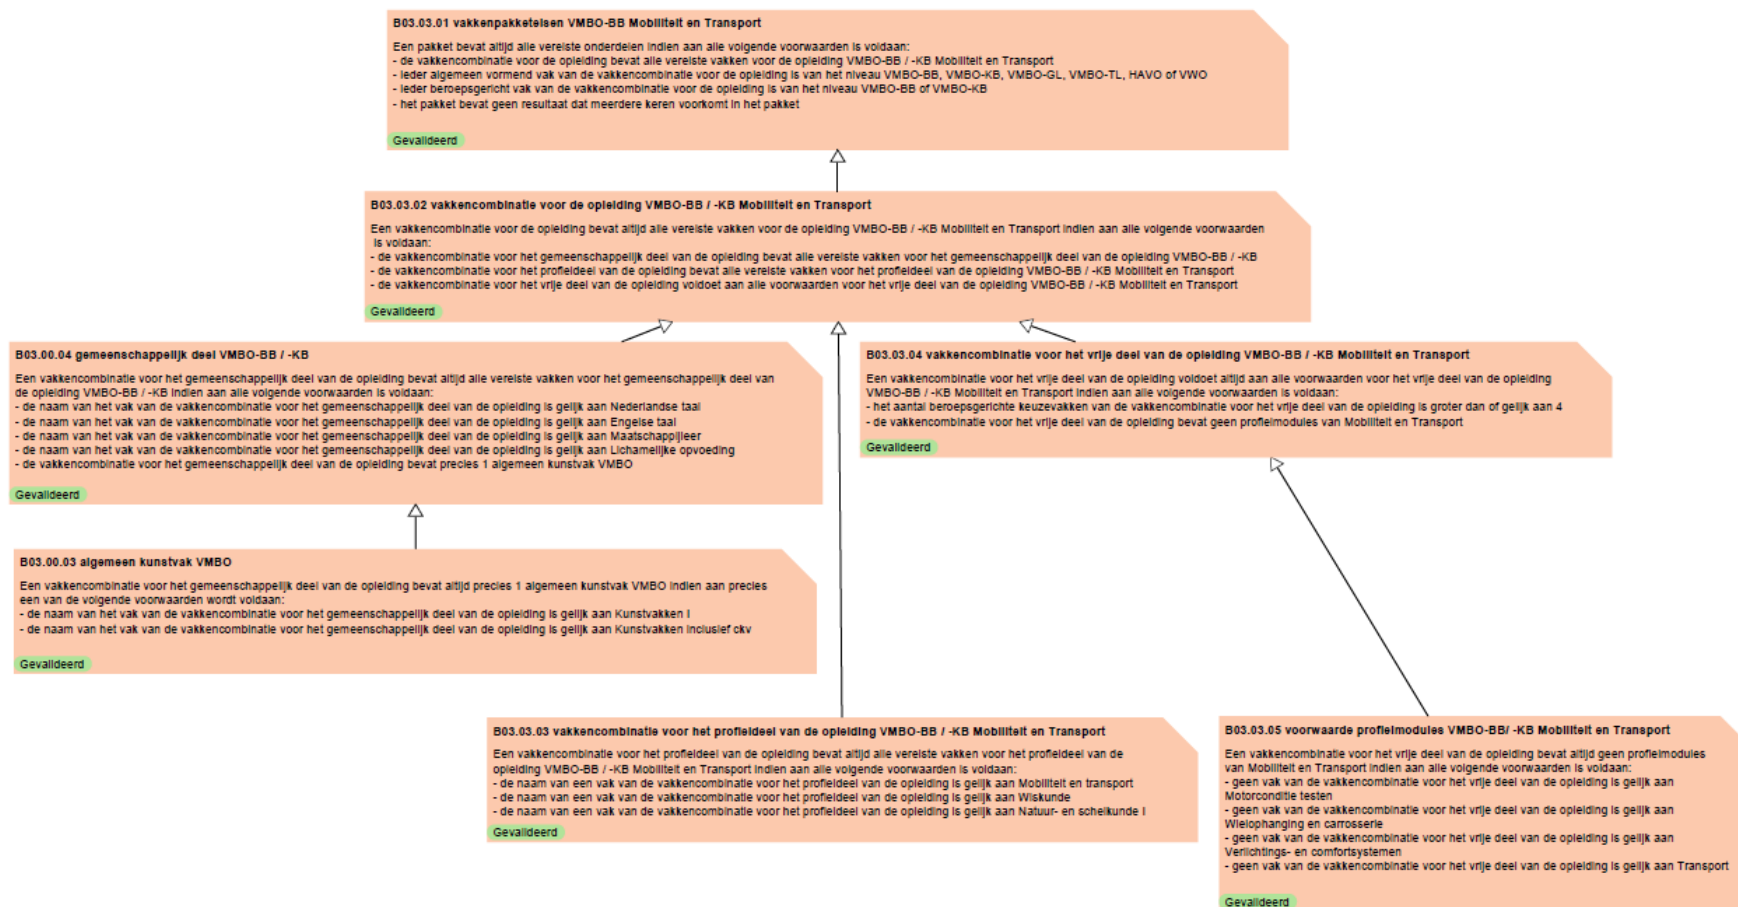 B03.03.01 vakkenpakketeisen VMBO-BB Mobiliteit en Transport
Een pakket bevat altijd alle vereiste onderdelen indien aan alle volgende voorwaarden is voldaan:
- de vakkencombinatie voor de opleiding bevat alle vereiste vakken voor de opleiding VMBO-BB / -KB Mobiliteit en Transport
- ieder algemeen vormend vak van de vakkencombinatie voor de opleiding is van het niveau VMBO-BB, VMBO-KB, VMBO-GL, VMBO-TL, HAVO of VWO
- ieder beroepsgericht vak van de vakkencombinatie voor de opleiding is van het niveau VMBO-BB of VMBO-KB
- het pakket bevat geen resultaat dat meerdere keren voorkomt in het pakket
Gevalideerd
B03.03.02 vakkencombinatie voor de opleiding VMBO-BB / -KB Mobiliteit en Transport
Een vakkencombinatie voor de opleiding bevat altijd alle vereiste vakken voor de opleiding VMBO-BB / -KB Mobiliteit en Transport indien aan alle volgende voorwaarden
is voldaan:
- de vakkencombinatie voor het gemeenschappelijk deel van de opleiding bevat alle vereiste vakken voor het gemeenschappelijk deel van de opleiding VMBO-BB / -KB
- de vakkencombinatie voor het profieldeel van de opleiding bevat alle vereiste vakken voor het profieldeel van de opleiding VMBO-BB / -KB Mobiliteit en Transport
- de vakkencombinatie voor het vrije deel van de opleiding voldoet aan alle voorwaarden voor het vrije deel van de opleiding VMBO-BB / -KB Mobiliteit en Transport
Gevalideerd
B03.00.04 gemeenschappelijk deel VMBO-BB / -KB
Een vakkencombinatie voor het gemeenschappelijk deel van de opleiding bevat altijd alle vereiste vakken voor het gemeenschappelijk deel van
de opleiding VMBO-BB / -KB indien aan alle volgende voorwaarden is voldaan:
- de naam van het vak van de vakkencombinatie voor het gemeenschappelijk deel van de opleiding is gelijk aan Nederlandse taal
- de naam van het vak van de vakkencombinatie voor het gemeenschappelijk deel van de opleiding is gelijk aan Engelse taal
- de naam van het vak van de vakkencombinatie voor het gemeenschappelijk deel van de opleiding is gelijk aan Maatschappijleer
- de naam van het vak van de vakkencombinatie voor het gemeenschappelijk deel van de opleiding is gelijk aan Lichamelijke opvoeding
- de vakkencombinatie voor het gemeenschappelijk deel van de opleiding bevat precies 1 algemeen kunstvak VMBO
Gevalideerd
B03.03.04 vakkencombinatie voor het vrije deel van de opleiding VMBO-BB / -KB Mobiliteit en Transport
Een vakkencombinatie voor het vrije deel van de opleiding voldoet altijd aan alle voorwaarden voor het vrije deel van de opleiding
VMBO-BB / -KB Mobiliteit en Transport indien aan alle volgende voorwaarden is voldaan:
- het aantal beroepsgerichte keuzevakken van de vakkencombinatie voor het vrije deel van de opleiding is groter dan of gelijk aan 4
- de vakkencombinatie voor het vrije deel van de opleiding bevat geen profielmodules van Mobiliteit en Transport
Gevalideerd
B03.00.03 algemeen kunstvak VMBO
Een vakkencombinatie voor het gemeenschappelijk deel van de opleiding bevat altijd precies 1 algemeen kunstvak VMBO indien aan precies
een van de volgende voorwaarden wordt voldaan:
- de naam van het vak van de vakkencombinatie voor het gemeenschappelijk deel van de opleiding is gelijk aan Kunstvakken I
- de naam van het vak van de vakkencombinatie voor het gemeenschappelijk deel van de opleiding is gelijk aan Kunstvakken inclusief ckv
Gevalideerd
B03.03.03 vakkencombinatie voor het profieldeel van de opleiding VMBO-BB / -KB Mobiliteit en Transport
Een vakkencombinatie voor het profieldeel van de opleiding bevat altijd alle vereiste vakken voor het profieldeel van de
opleiding VMBO-BB / -KB Mobiliteit en Transport indien aan alle volgende voorwaarden is voldaan:
- de naam van een vak van de vakkencombinatie voor het profieldeel van de opleiding is gelijk aan Mobiliteit en transport
- de naam van een vak van de vakkencombinatie voor het profieldeel van de opleiding is gelijk aan Wiskunde
- de naam van een vak van de vakkencombinatie voor het profieldeel van de opleiding is gelijk aan Natuur- en scheikunde I
Gevalideerd
B03.03.05 voorwaarde profielmodules VMBO-BB/ -KB Mobiliteit en Transport
Een vakkencombinatie voor het vrije deel van de opleiding bevat altijd geen profielmodules
van Mobiliteit en Transport indien aan alle volgende voorwaarden is voldaan:
- geen vak van de vakkencombinatie voor het vrije deel van de opleiding is gelijk aan
Motorconditie testen
- geen vak van de vakkencombinatie voor het vrije deel van de opleiding is gelijk aan
Wielophanging en carrosserie
- geen vak van de vakkencombinatie voor het vrije deel van de opleiding is gelijk aan
Verlichtings- en comfortsystemen
- geen vak van de vakkencombinatie voor het vrije deel van de opleiding is gelijk aan Transport
Gevalideerd